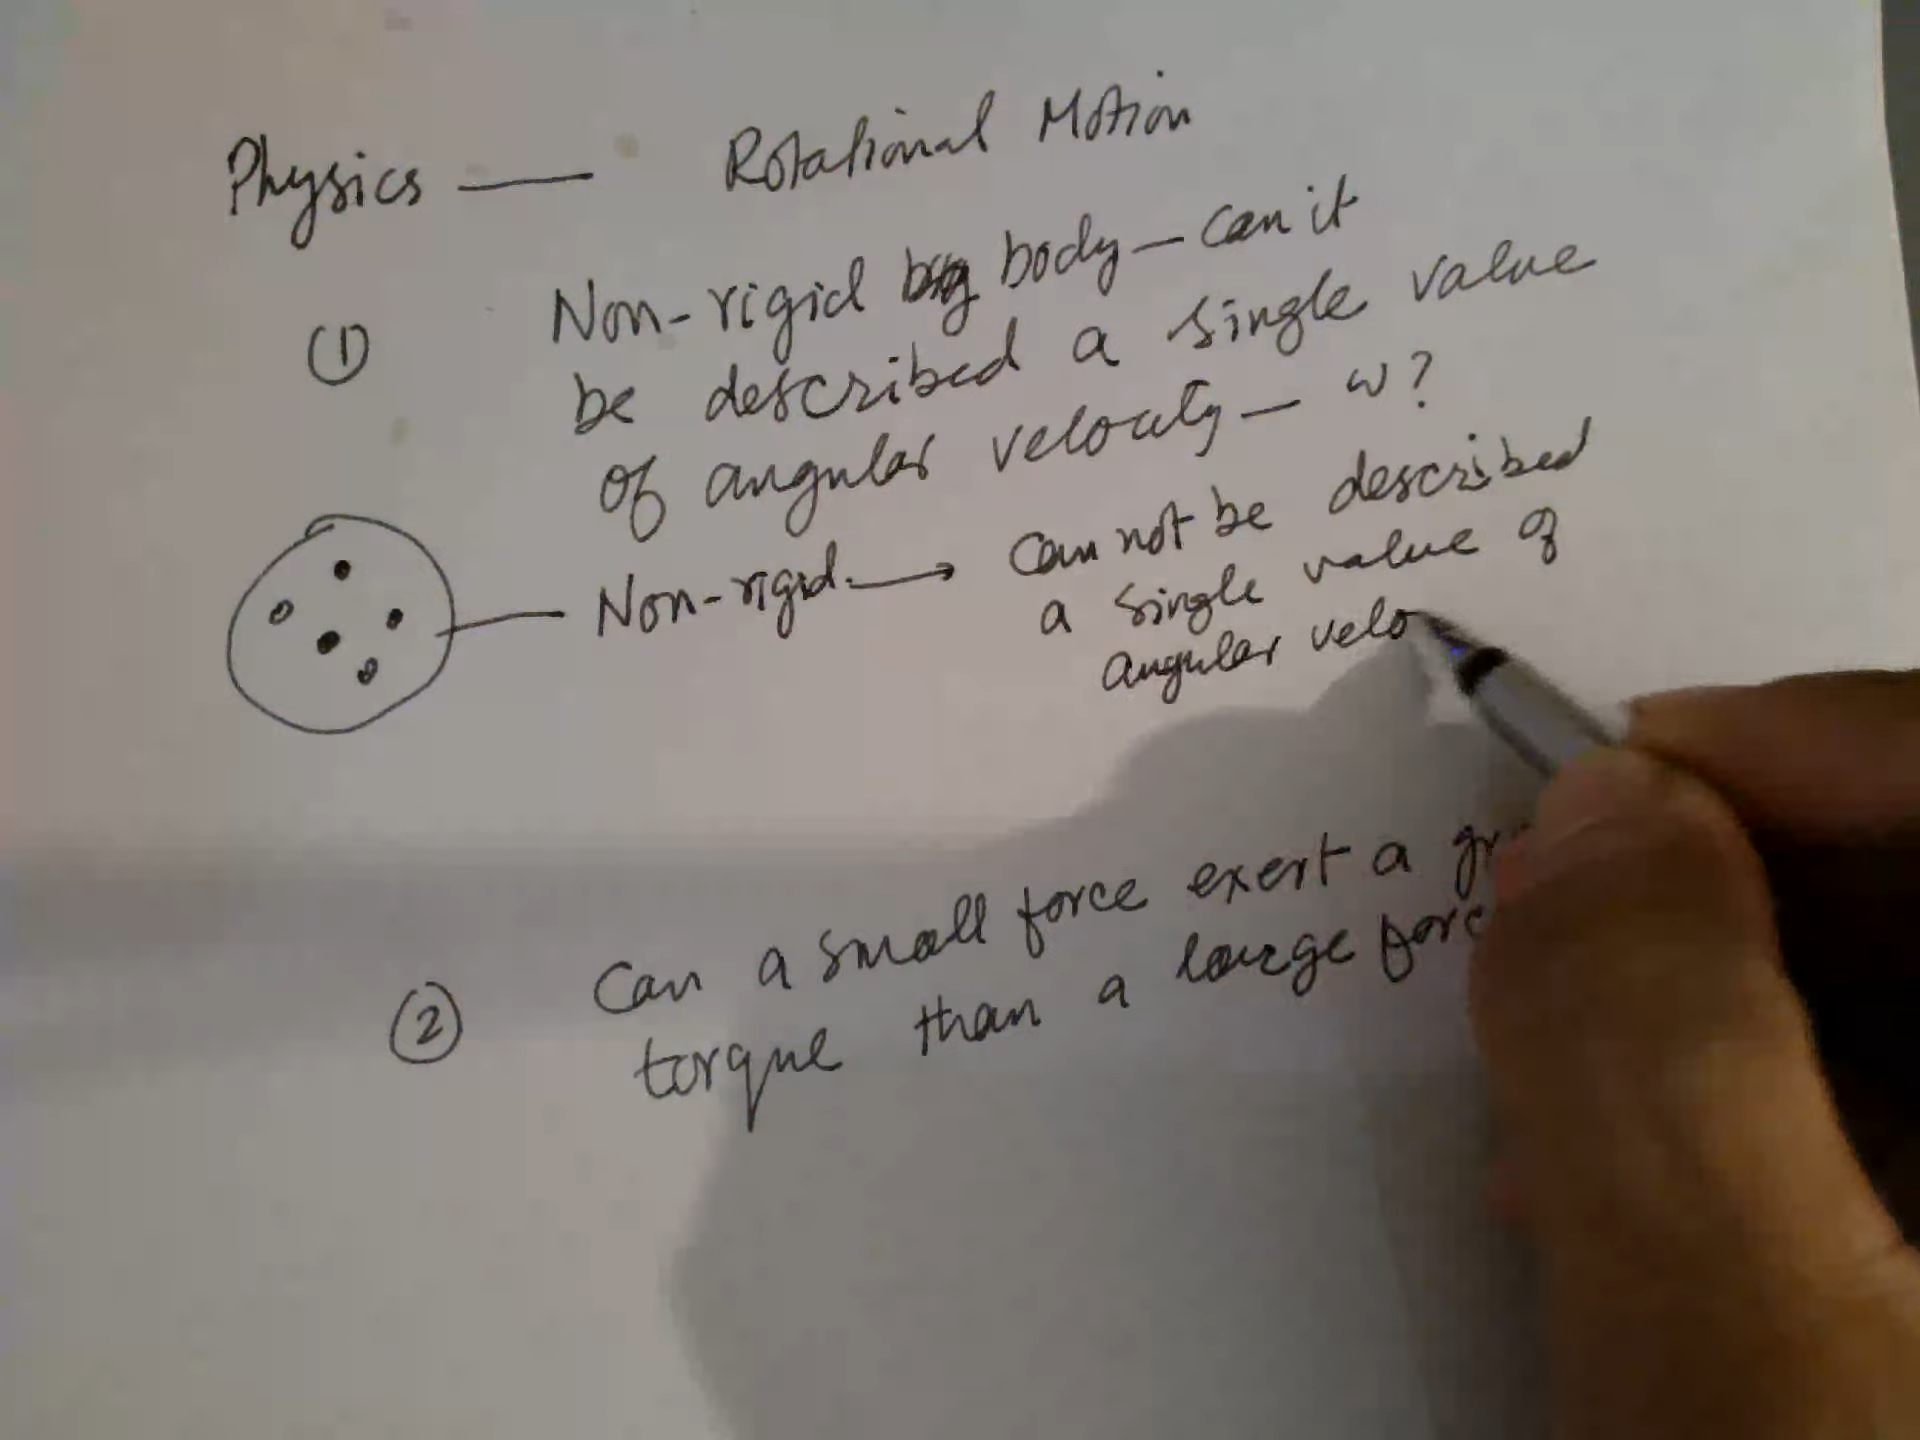 Physics — Rotational Motion
① Non-rigid body — can it
be described a single value
of angular velocity — ω?
Non-rigid. → Can not be described
a single value of
angular velo
② Can a small force exert a
torque than a large